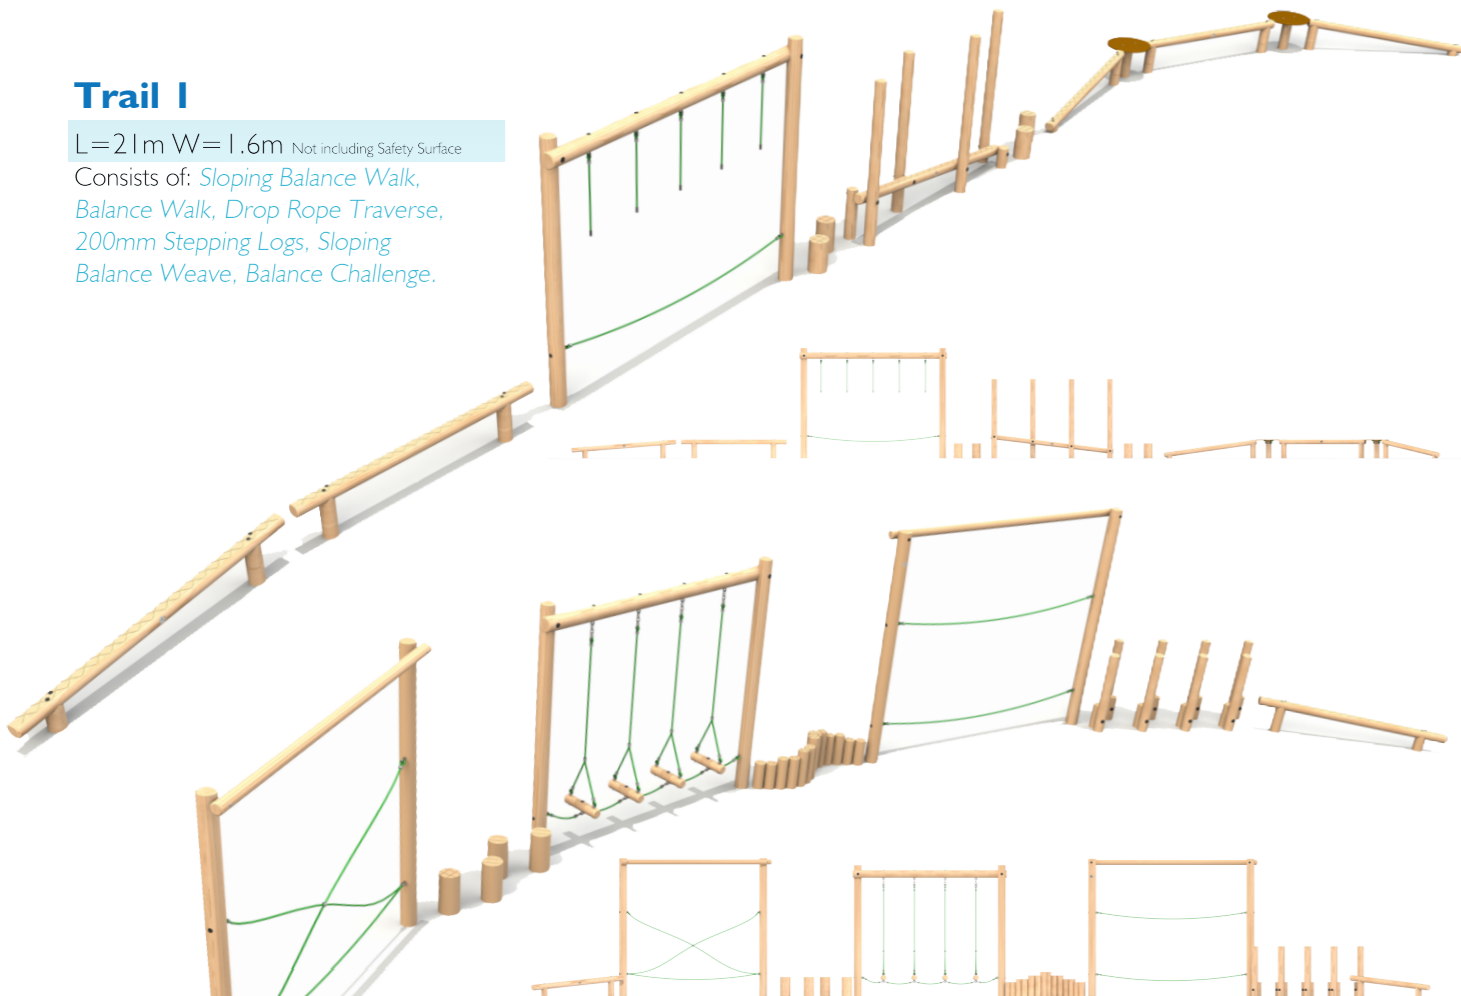 Trail 1
L=21m W=1.6m Not including Safety Surface
Consists of: Sloping Balance Walk,
Balance Walk, Drop Rope Traverse,
200mm Stepping Logs, Sloping
Balance Weave, Balance Challenge.